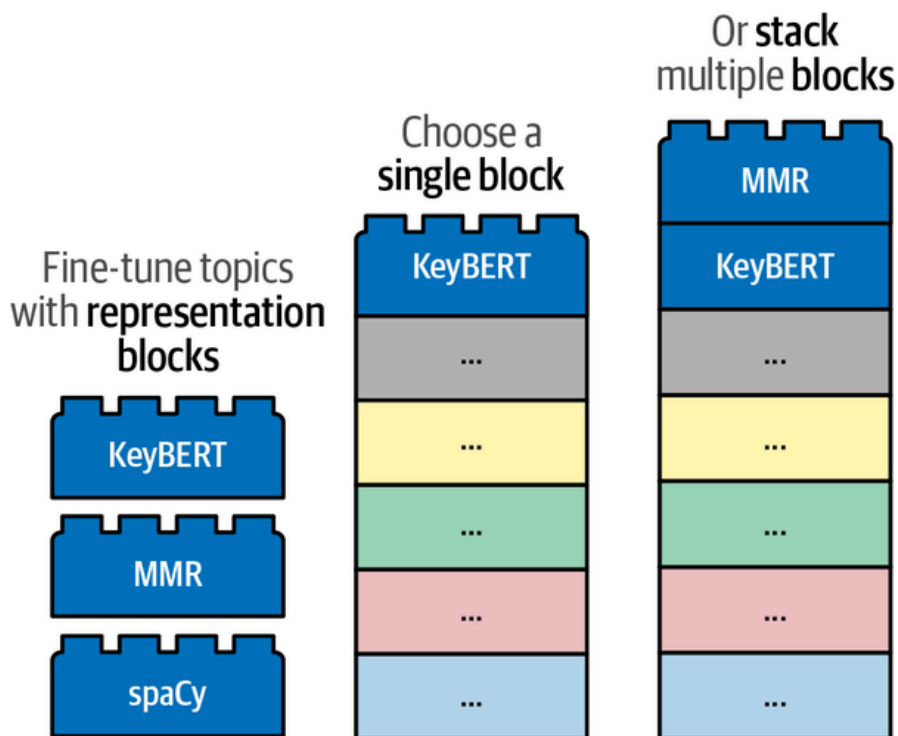 Fine-tune topics
with representation
blocks
KeyBERT
MMR
spaCy
Choose a
single block
KeyBERT
...
...
...
...
...
Or stack
multiple blocks
MMR
KeyBERT
...
...
...
...
...